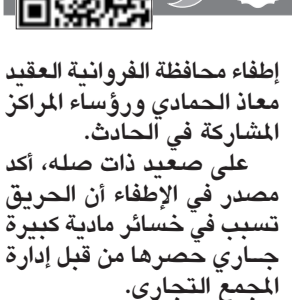 إطفاء محافظة الفروانية العقيد
معاذ الحمادي ورؤساء المراكز
المشاركة في الحادث.
على صعيد ذات صله، أكد
مصدر في الإطفاء أن الحريق
تسبب في خسائر مادية كبيرة
جاري حصرها من قبل إدارة
المجمع التجاري.